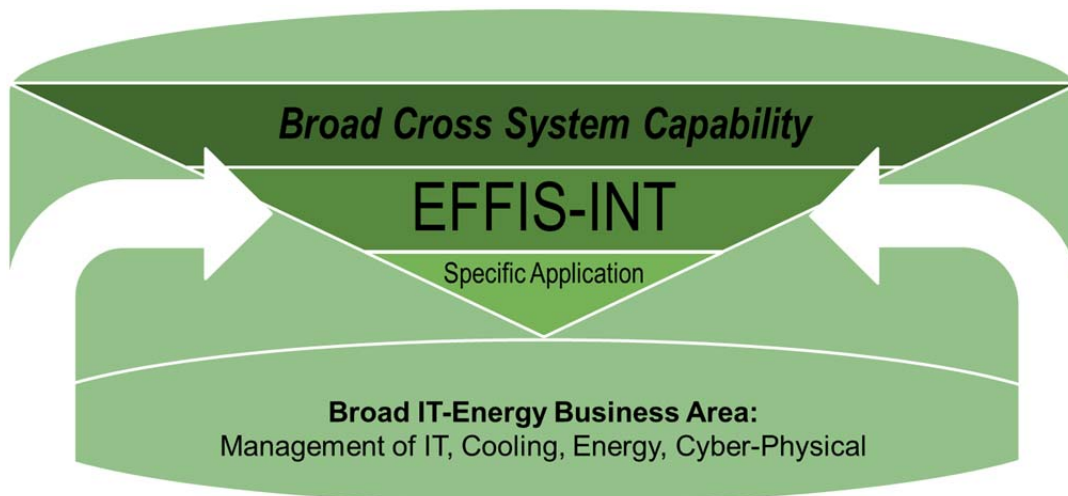 Broad Cross System Capability
EFFIS-INT
Specific Application
Broad IT-Energy Business Area:
Management of IT, Cooling, Energy, Cyber-Physical